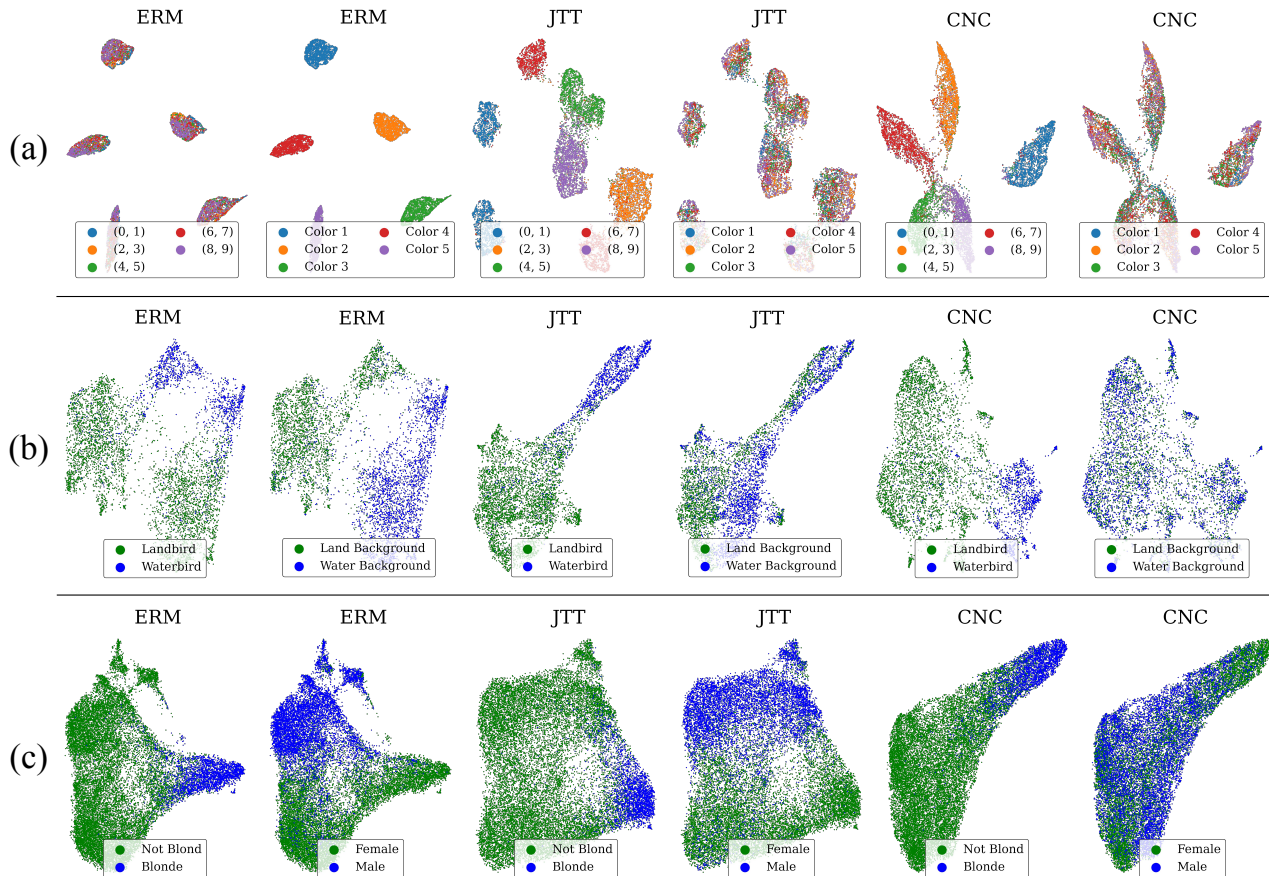 ERM ERM JTT JTT CNC CNC
(a)
(0, 1) (6, 7) Color 1 Color 4 (0, 1) (6, 7) Color 1 Color 4 (0, 1) (6, 7) Color 1 Color 4
(2, 3) (8, 9) Color 2 Color 5 (2, 3) (8, 9) Color 2 Color 5 (2, 3) (8, 9) Color 2 Color 5
(4, 5) Color 3 (4, 5) Color 3 (4, 5) Color 3
ERM ERM JTT JTT CNC CNC
(b)
Landbird Land Background Landbird Land Background Landbird Land Background
Waterbird Water Background Waterbird Water Background Waterbird Water Background
ERM ERM JTT JTT CNC CNC
(c)
Not Blond Female Not Blond Female Not Blond Female
Blonde Male Blonde Male Blonde Male